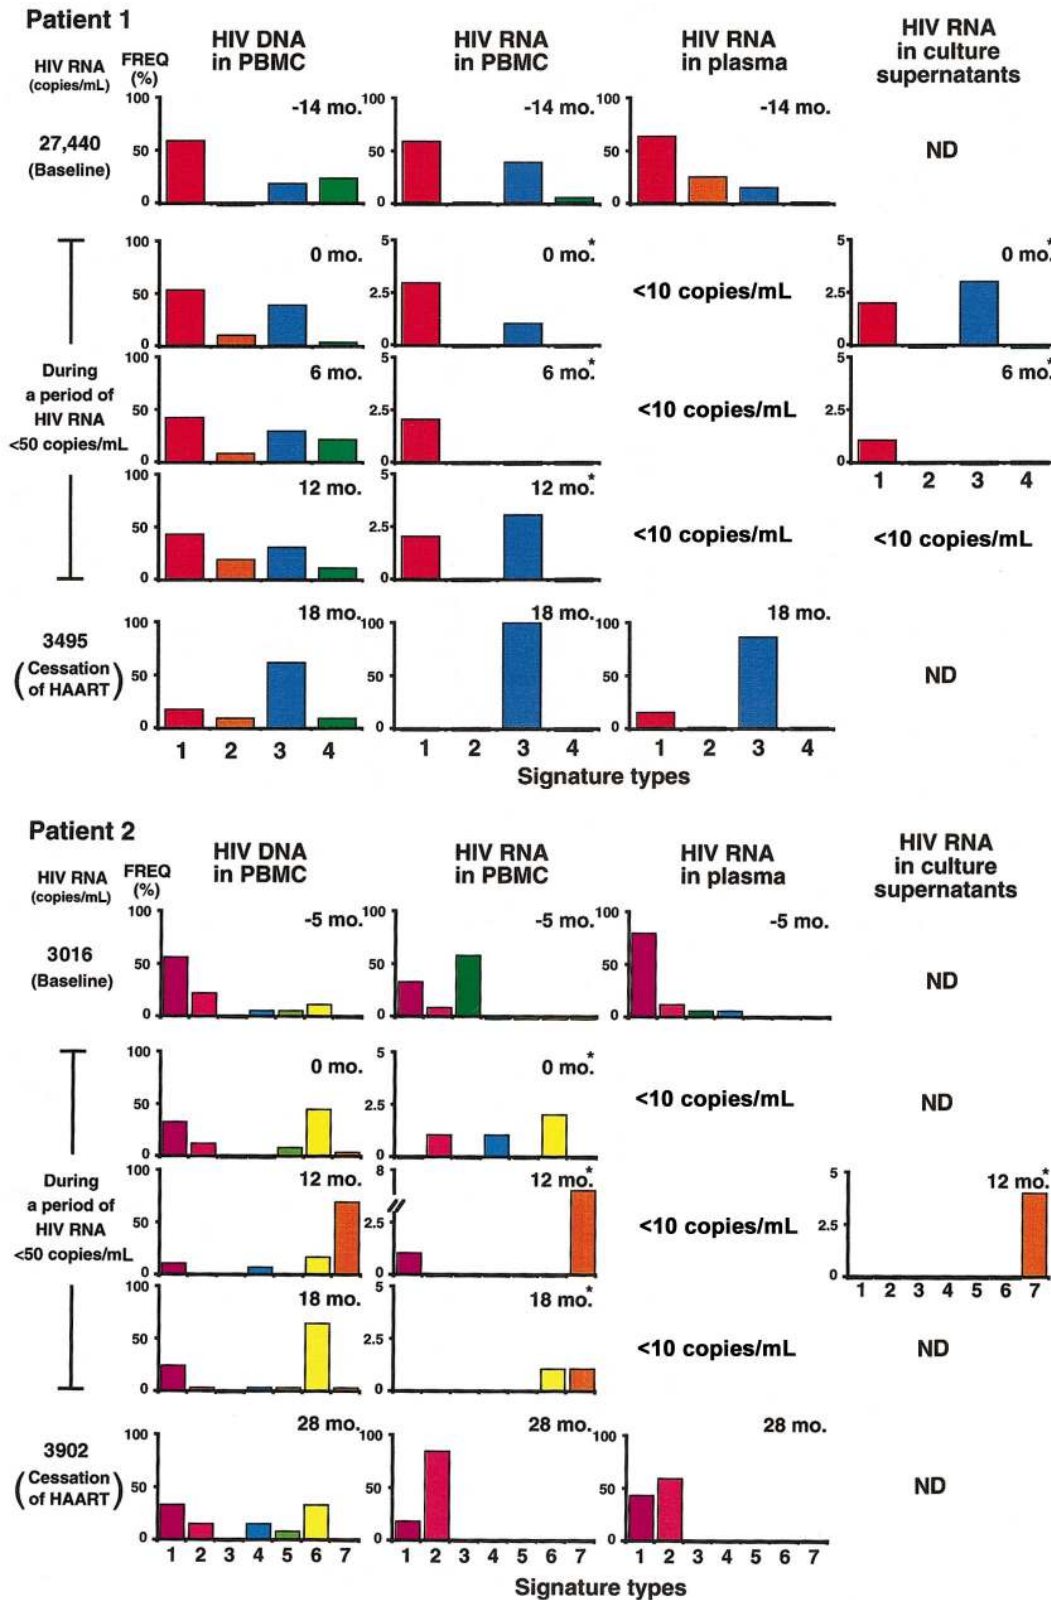 Patient 1
HIV RNA
(copies/mL)
FREQ
(%)
HIV DNA
in PBMC
HIV RNA
in PBMC
HIV RNA
in plasma
HIV RNA
in culture
supernatants
27,440
(Baseline)
100
50
0
-14 mo.
100
50
0
-14 mo.
100
50
0
-14 mo.
ND
During
a period of
HIV RNA
<50 copies/mL
100
50
0
0 mo.
5
2.5
0
0 mo.*
<10 copies/mL
5
2.5
0
0 mo.*
100
50
0
6 mo.
5
2.5
0
6 mo.*
<10 copies/mL
5
2.5
0
6 mo.*
1 2 3 4
100
50
0
12 mo.
5
2.5
0
12 mo.*
<10 copies/mL
<10 copies/mL
3495
(Cessation
of HAART)
100
50
0
18 mo.
100
50
0
18 mo.
100
50
0
18 mo.
ND
1 2 3 4
1 2 3 4
1 2 3 4
Signature types
Patient 2
HIV RNA
(copies/mL)
FREQ
(%)
HIV DNA
in PBMC
HIV RNA
in PBMC
HIV RNA
in plasma
HIV RNA
in culture
supernatants
3016
(Baseline)
100
50
0
-5 mo.
100
50
0
-5 mo.
100
50
0
-5 mo.
ND
During
a period of
HIV RNA
<50 copies/mL
100
50
0
0 mo.
5
2.5
0
0 mo.*
<10 copies/mL
ND
100
50
0
12 mo.
8
2.5
0
12 mo.*
<10 copies/mL
5
2.5
0
12 mo.*
1 2 3 4 5 6 7
100
50
0
18 mo.
5
2.5
0
18 mo.*
<10 copies/mL
ND
3902
(Cessation
of HAART)
100
50
0
28 mo.
100
50
0
28 mo.
100
50
0
28 mo.
ND
1 2 3 4 5 6 7
1 2 3 4 5 6 7
1 2 3 4 5 6 7
Signature types